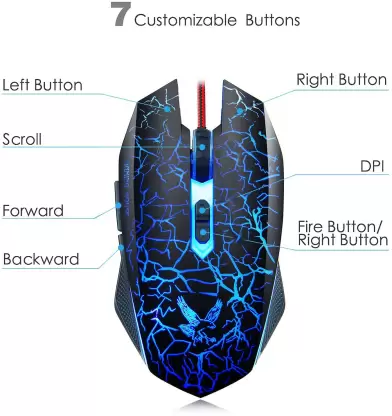 7 Customizable Buttons
Left Button
Right Button
Scroll
DPI
Forward
Fire Button/
Right Button
Backward